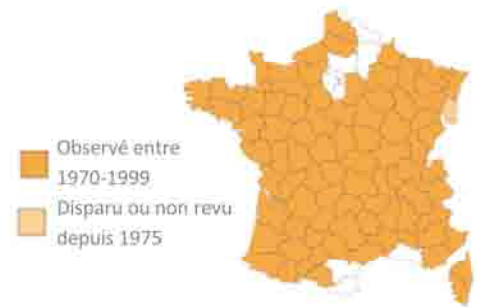 Observé entre
1970-1999
Disparu ou non revu
depuis 1975